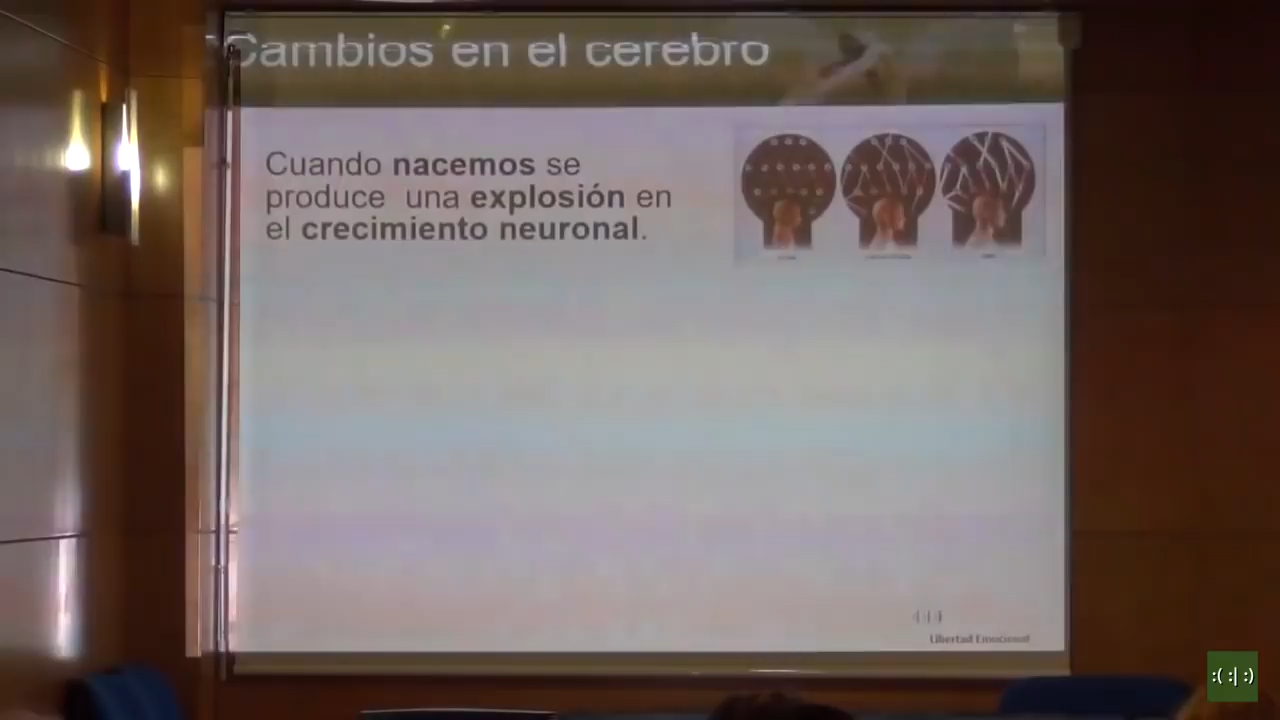 Cambios en el cerebro
Cuando nacemos se
produce una explosión en
el crecimiento neuronal.
Libertad Emocional
:( :| :)